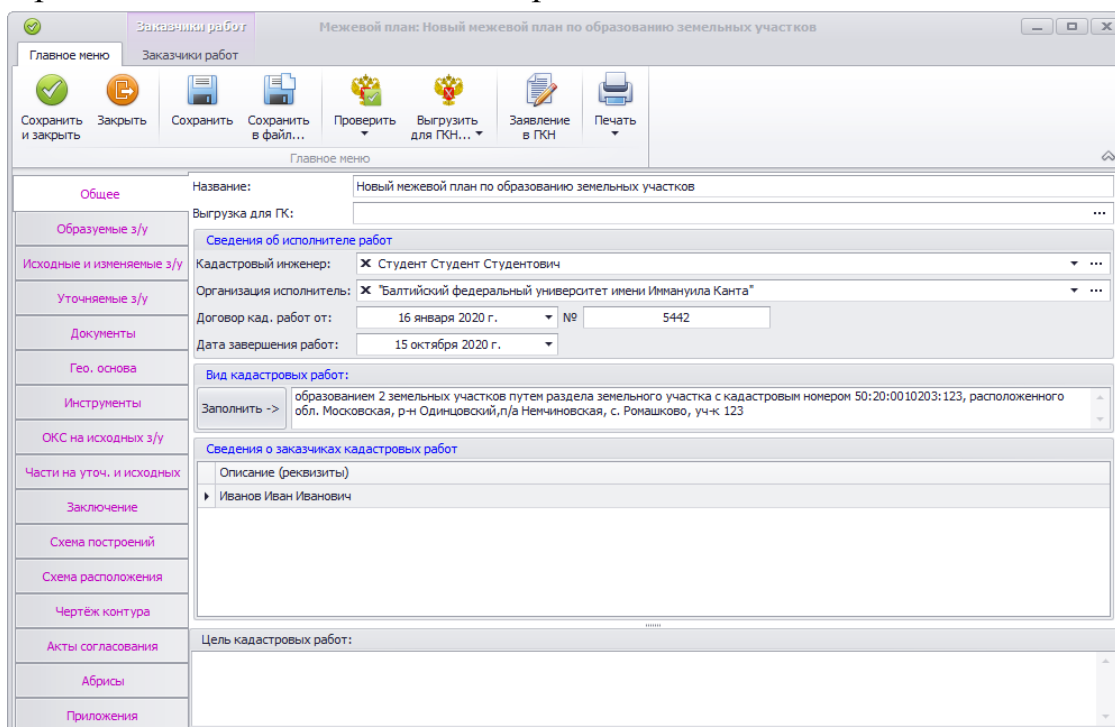 Заказчики работ Межевой план: Новый межевой план по образованию земельных участков
Главное меню Заказчики работ
Сохранить и закрыть
Закрыть
Сохранить
Сохранить в файл...
Проверить
Выгрузить для ГКН...
Заявление в ГКН
Печать
Главное меню
Общее
Образуемые з/у
Исходные и изменяемые з/у
Уточняемые з/у
Документы
Гео. основа
Инструменты
ОКС на исходных з/у
Части на уточ. и исходных
Заключение
Схема построений
Схема расположения
Чертёж контура
Акты согласования
Абрисы
Приложения
Название: Новый межевой план по образованию земельных участков
Выгрузка для ГК: ...
Сведения об исполнителе работ
Кадастровый инженер: X Студент Студент Студентович ...
Организация исполнитель: X "Балтийский федеральный университет имени Иммануила Канта" ...
Договор кад. работ от: 16 января 2020 г. № 5442
Дата завершения работ: 15 октября 2020 г.
Вид кадастровых работ:
Заполнить ->
образованием 2 земельных участков путем раздела земельного участка с кадастровым номером 50:20:0010203:123, расположенного
обл. Московская, р-н Одинцовский,п/а Немчиновская, с. Ромашково, уч-к 123
Сведения о заказчиках кадастровых работ
Описание (реквизиты)
Иванов Иван Иванович
Цель кадастровых работ: